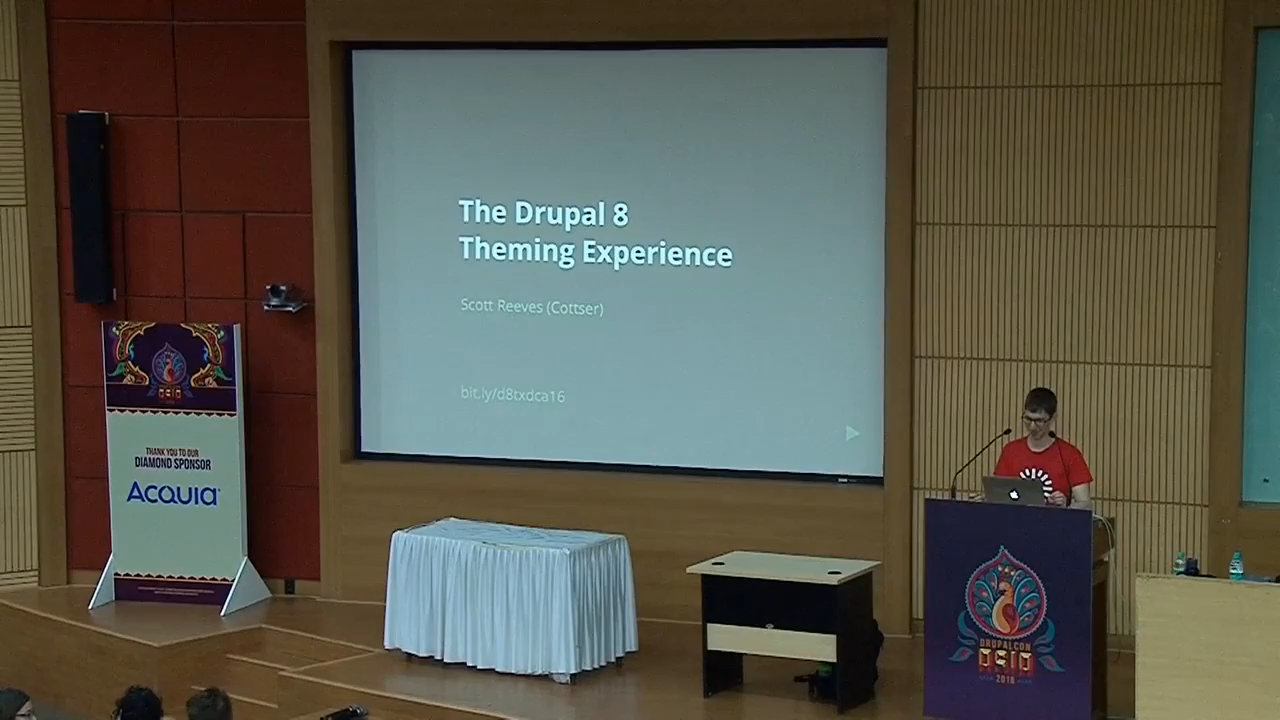 The Drupal 8
Theming Experience
Scott Reeves (Cottser)
bit.ly/d8txdca16
THANK YOU TO OUR
DIAMOND SPONSOR
ACQUIA
DRUPALCON
ASIA
2016